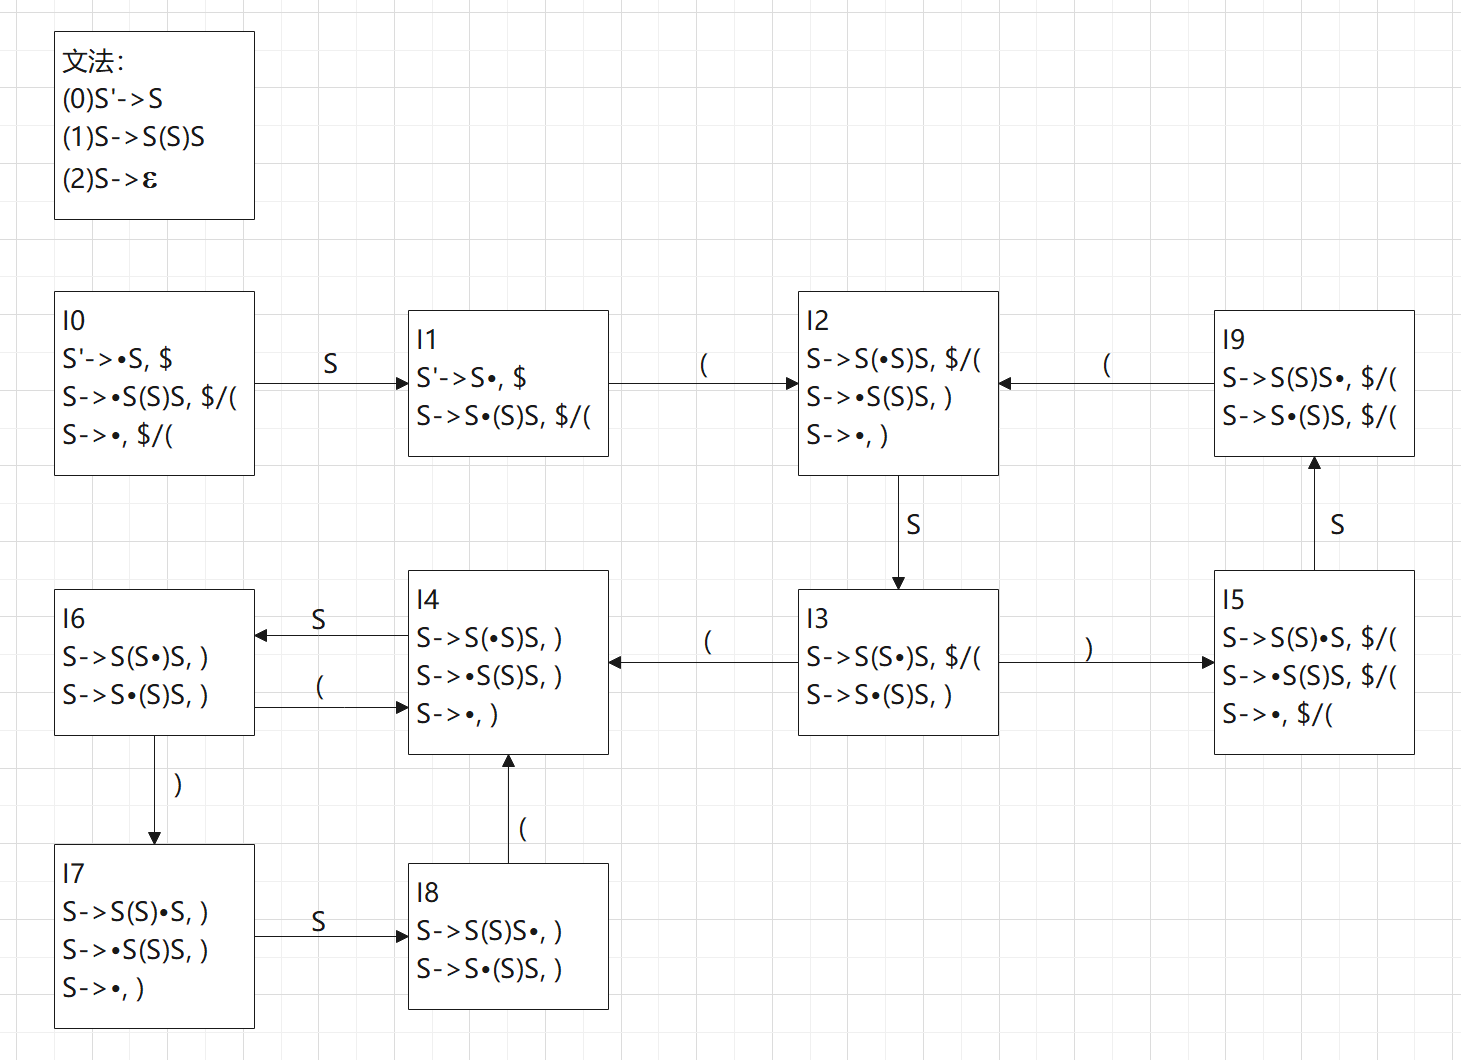 文法：
(0)S'->S
(1)S->S(S)S
(2)S->ε
I0
S'->•S, $
S->•S(S)S, $/(
S->•, $/(
S
I1
S'->S•, $
S->S•(S)S, $/(
(
I2
S->S(•S)S, $/(
S->•S(S)S, )
S->•, )
(
I9
S->S(S)S•, $/(
S->S•(S)S, $/(
S
S
I6
S->S(S•)S, )
S->S•(S)S, )
S
(
I4
S->S(•S)S, )
S->•S(S)S, )
S->•, )
(
I3
S->S(S•)S, $/(
S->S•(S)S, )
)
I5
S->S(S)•S, $/(
S->•S(S)S, $/(
S->•, $/(
)
(
I7
S->S(S)•S, )
S->•S(S)S, )
S->•, )
S
I8
S->S(S)S•, )
S->S•(S)S, )